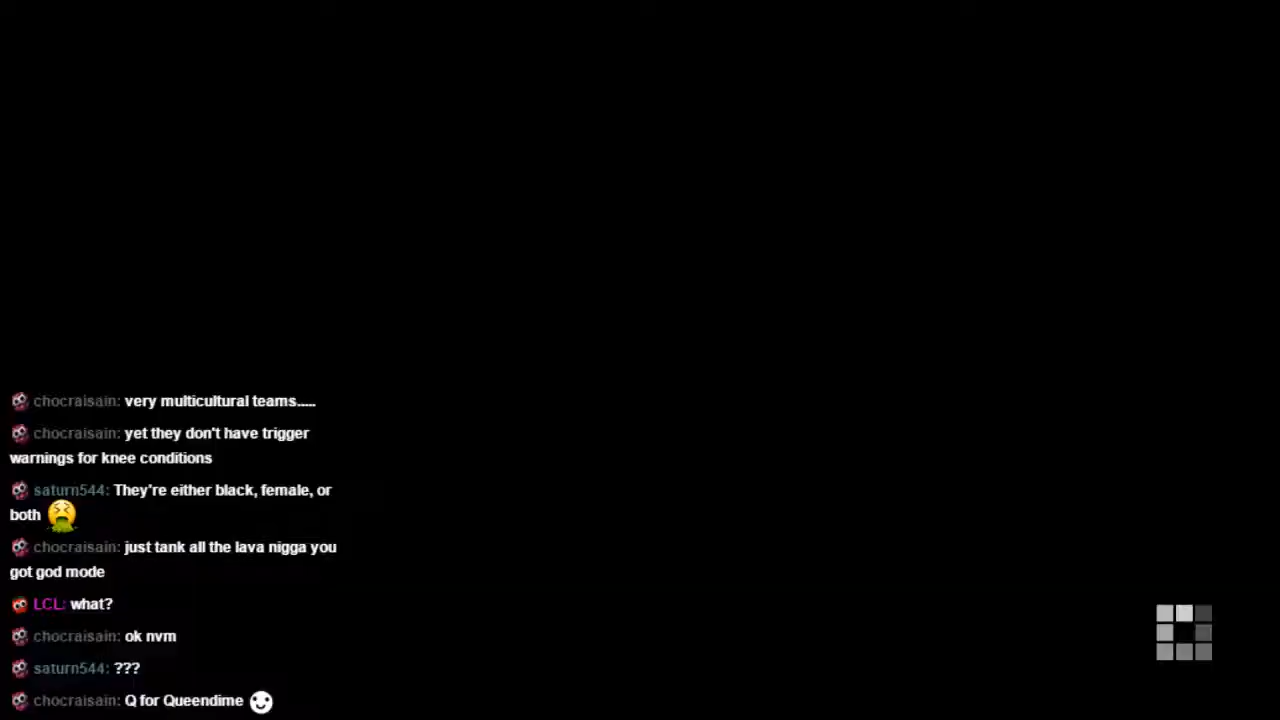 chocraisain: very multicultural teams.....
chocraisain: yet they don't have trigger
warnings for knee conditions
saturn544: They're either black, female, or
both 🤮
chocraisain: just tank all the lava nigga you
got god mode
LCL: what?
chocraisain: ok nvm
saturn544: ???
chocraisain: Q for Queendime ☻